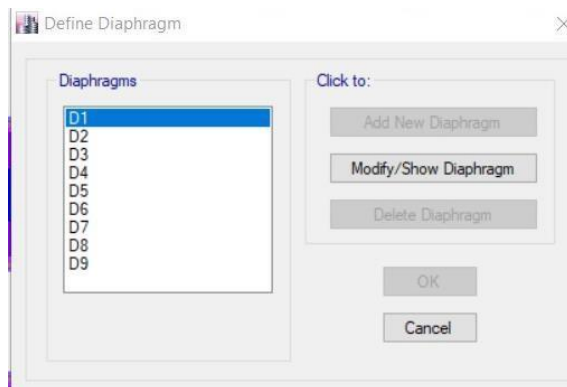 Define Diaphragm
Diaphragms
D1
D2
D3
D4
D5
D6
D7
D8
D9
Click to:
Add New Diaphragm
Modify/Show Diaphragm
Delete Diaphragm
OK
Cancel